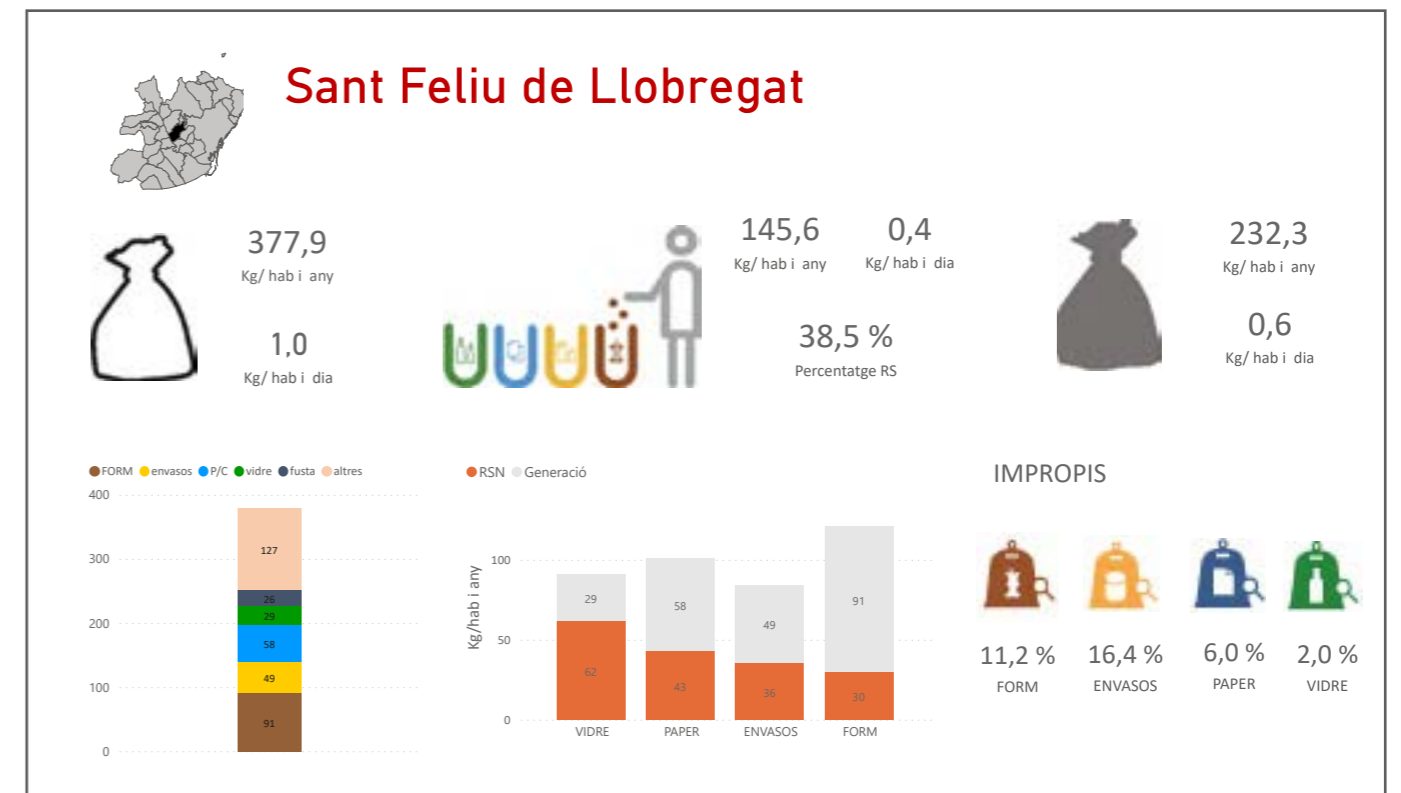 Sant Feliu de Llobregat
377,9
Kg/ hab i any
1,0
Kg/ hab i dia
145,6
Kg/ hab i any
0,4
Kg/ hab i dia
38,5 %
Percentatge RS
232,3
Kg/ hab i any
0,6
Kg/ hab i dia
FORM envasos P/C vidre fusta altres
400
300
200
100
0
127
26
29
58
49
91
RSN Generació
Kg/hab i any
100
50
0
29
62
58
43
49
36
91
30
VIDRE PAPER ENVASOS FORM
IMPROPIS
11,2 % 16,4 % 6,0 % 2,0 %
FORM ENVASOS PAPER VIDRE